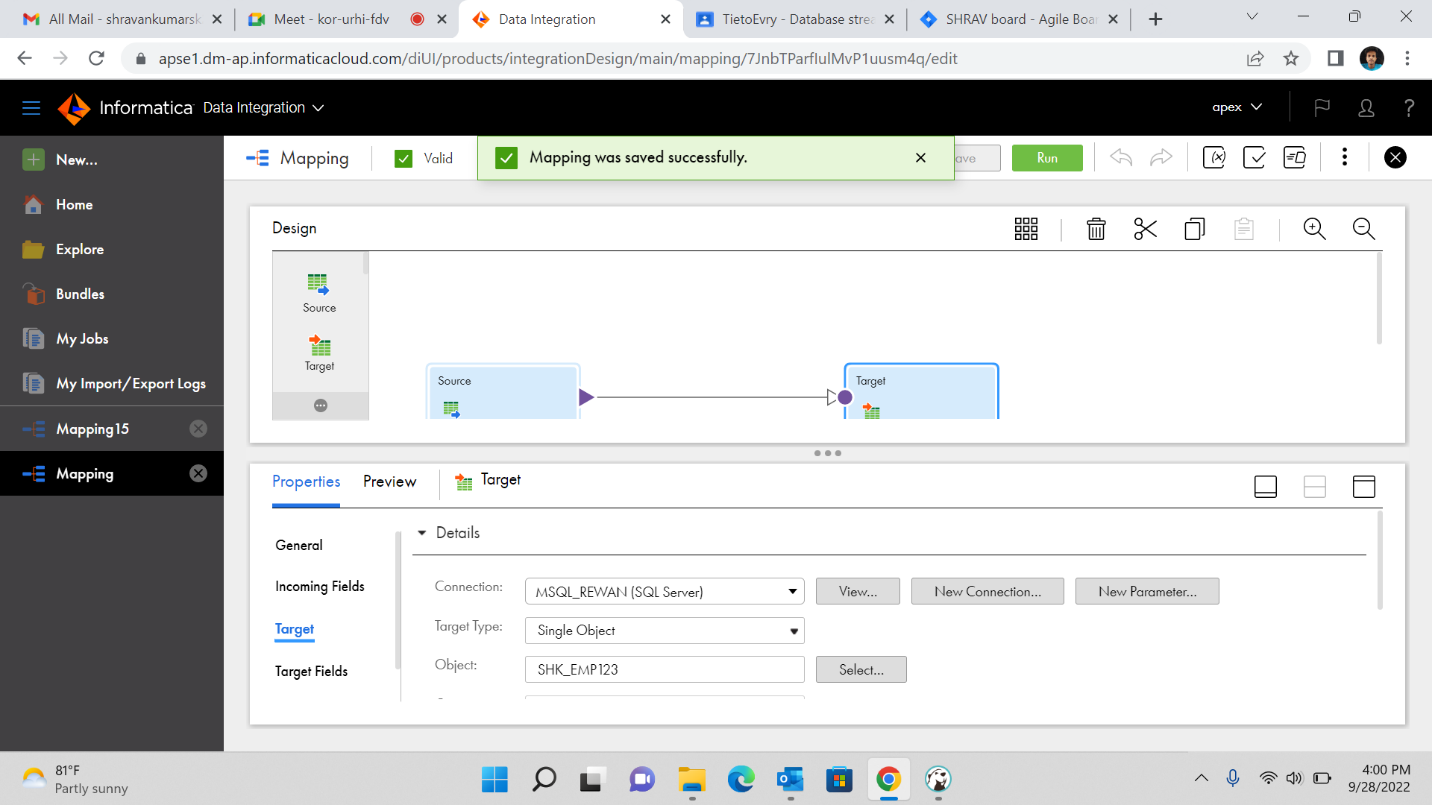 All Mail - shravankumarsk
Meet - kor-urhi-fdv
Data Integration
TietoEvry - Database strea
SHRAV board - Agile Boar
apse1.dm-ap.informaticacloud.com/diUI/products/integrationDesign/main/mapping/7JnbTParfIulMvP1uusm4q/edit
Informatica Data Integration
apex
?
New...
Home
Explore
Bundles
My Jobs
My Import/Export Logs
Mapping15
Mapping
Mapping
Valid
Mapping was saved successfully.
ave
Run
Design
Source
Target
Source
Target
Properties
Preview
Target
General
Incoming Fields
Target
Target Fields
Details
Connection:
MSQL_REWAN (SQL Server)
View...
New Connection...
New Parameter...
Target Type:
Single Object
Object:
SHK_EMP123
Select...
81°F
Partly sunny
4:00 PM
9/28/2022